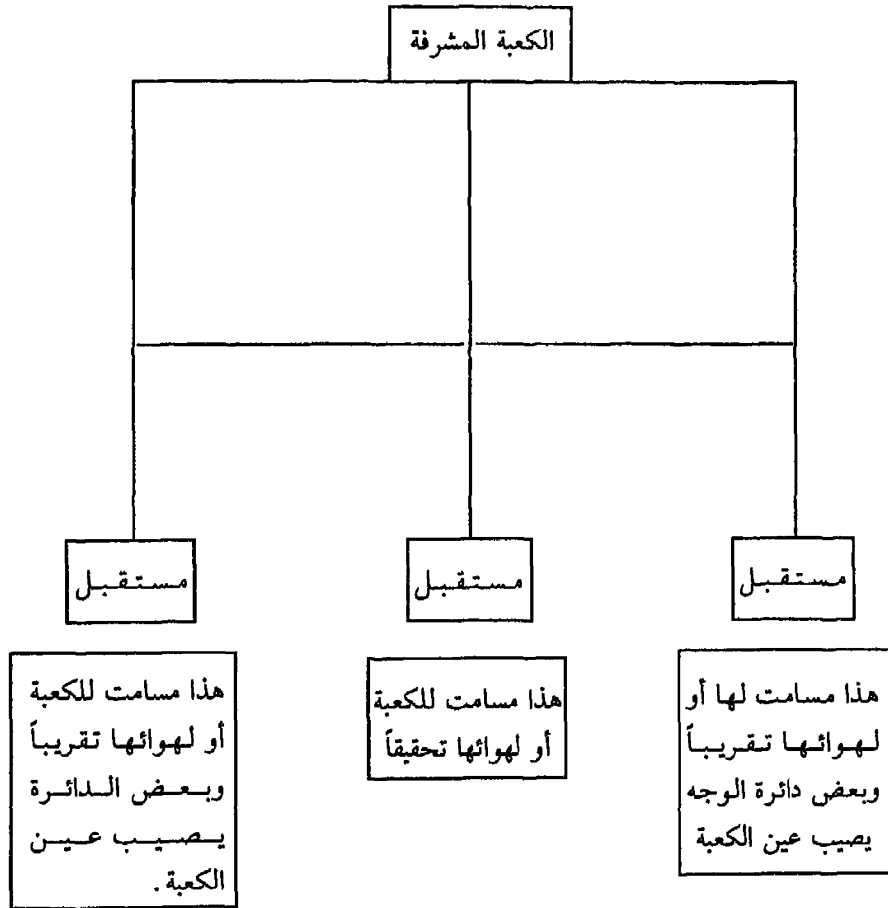 الكعبة المشرفة
مستقبل
مستقبل
مستقبل
هذا مسامت لها أو
لهوائها تقريباً
وبعض دائرة الوجه
يصيب عين الكعبة
هذا مسامت للكعبة
أو لهوائها تحقيقاً
هذا مسامت للكعبة
أو لهوائها تقريباً
وبعض الدائرة
يصيب عين
الكعبة.